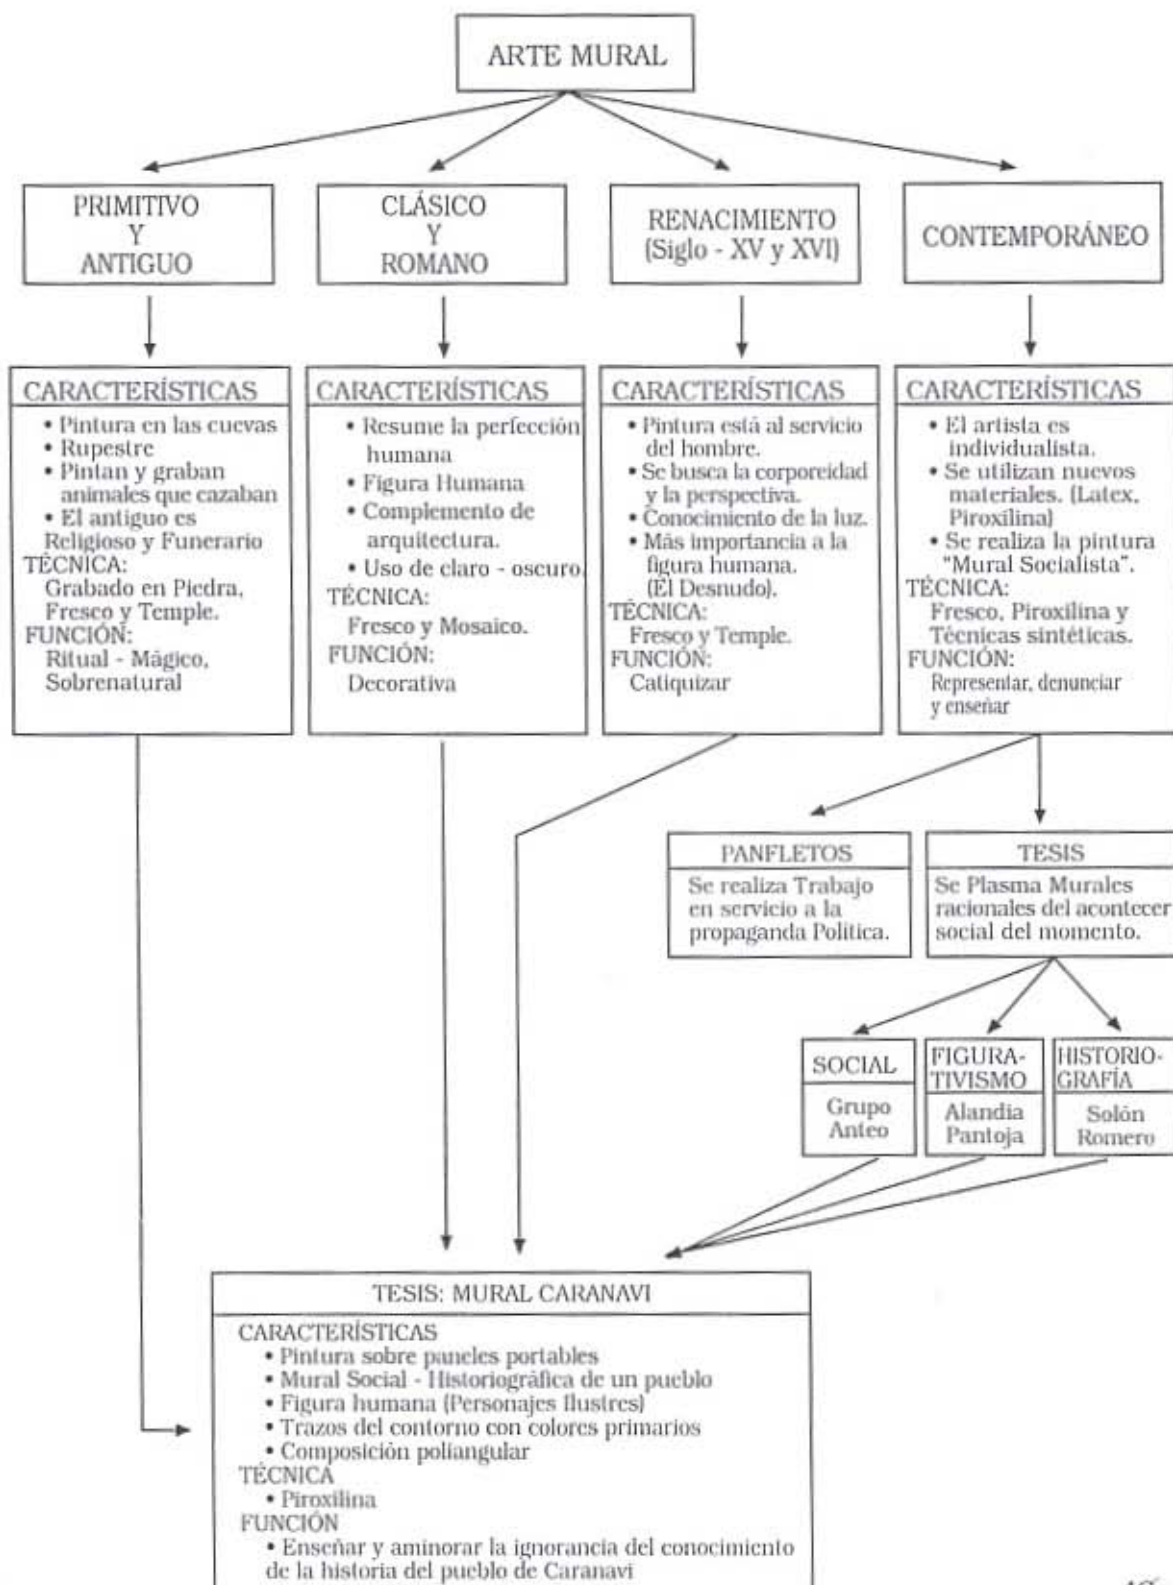 ARTE MURAL
PRIMITIVO
Y
ANTIGUO
CLÁSICO
Y
ROMANO
RENACIMIENTO
(Siglo - XV y XVI)
CONTEMPORÁNEO
CARACTERÍSTICAS
• Pintura en las cuevas
• Rupestre
• Pintan y graban
animales que cazaban
• El antiguo es
Religioso y Funerario
TÉCNICA:
Grabado en Piedra,
Fresco y Temple.
FUNCIÓN:
Ritual - Mágico,
Sobrenatural
CARACTERÍSTICAS
• Resume la perfección
humana
• Figura Humana
• Complemento de
arquitectura.
• Uso de claro - oscuro.
TÉCNICA:
Fresco y Mosaico.
FUNCIÓN:
Decorativa
CARACTERÍSTICAS
• Pintura está al servicio
del hombre.
• Se busca la corporeidad
y la perspectiva.
• Conocimiento de la luz.
• Más importancia a la
figura humana.
(El Desnudo).
TÉCNICA:
Fresco y Temple.
FUNCIÓN:
Catiquizar
CARACTERÍSTICAS
• El artista es
individualista.
• Se utilizan nuevos
materiales. (Latex,
Piroxilina)
• Se realiza la pintura
"Mural Socialista".
TÉCNICA:
Fresco, Piroxilina y
Técnicas sintéticas.
FUNCIÓN:
Representar, denunciar
y enseñar
PANFLETOS
Se realiza Trabajo
en servicio a la
propaganda Política.
TESIS
Se Plasma Murales
racionales del acontecer
social del momento.
SOCIAL
Grupo
Anteo
FIGURA-
TIVISMO
Alandia
Pantoja
HISTORIO-
GRAFÍA
Solón
Romero
TESIS: MURAL CARANAVI
CARACTERÍSTICAS
• Pintura sobre paneles portables
• Mural Social - Historiográfica de un pueblo
• Figura humana (Personajes Ilustres)
• Trazos del contorno con colores primarios
• Composición poliangular
TÉCNICA
• Piroxilina
FUNCIÓN
• Enseñar y aminorar la ignorancia del conocimiento
de la historia del pueblo de Caranavi